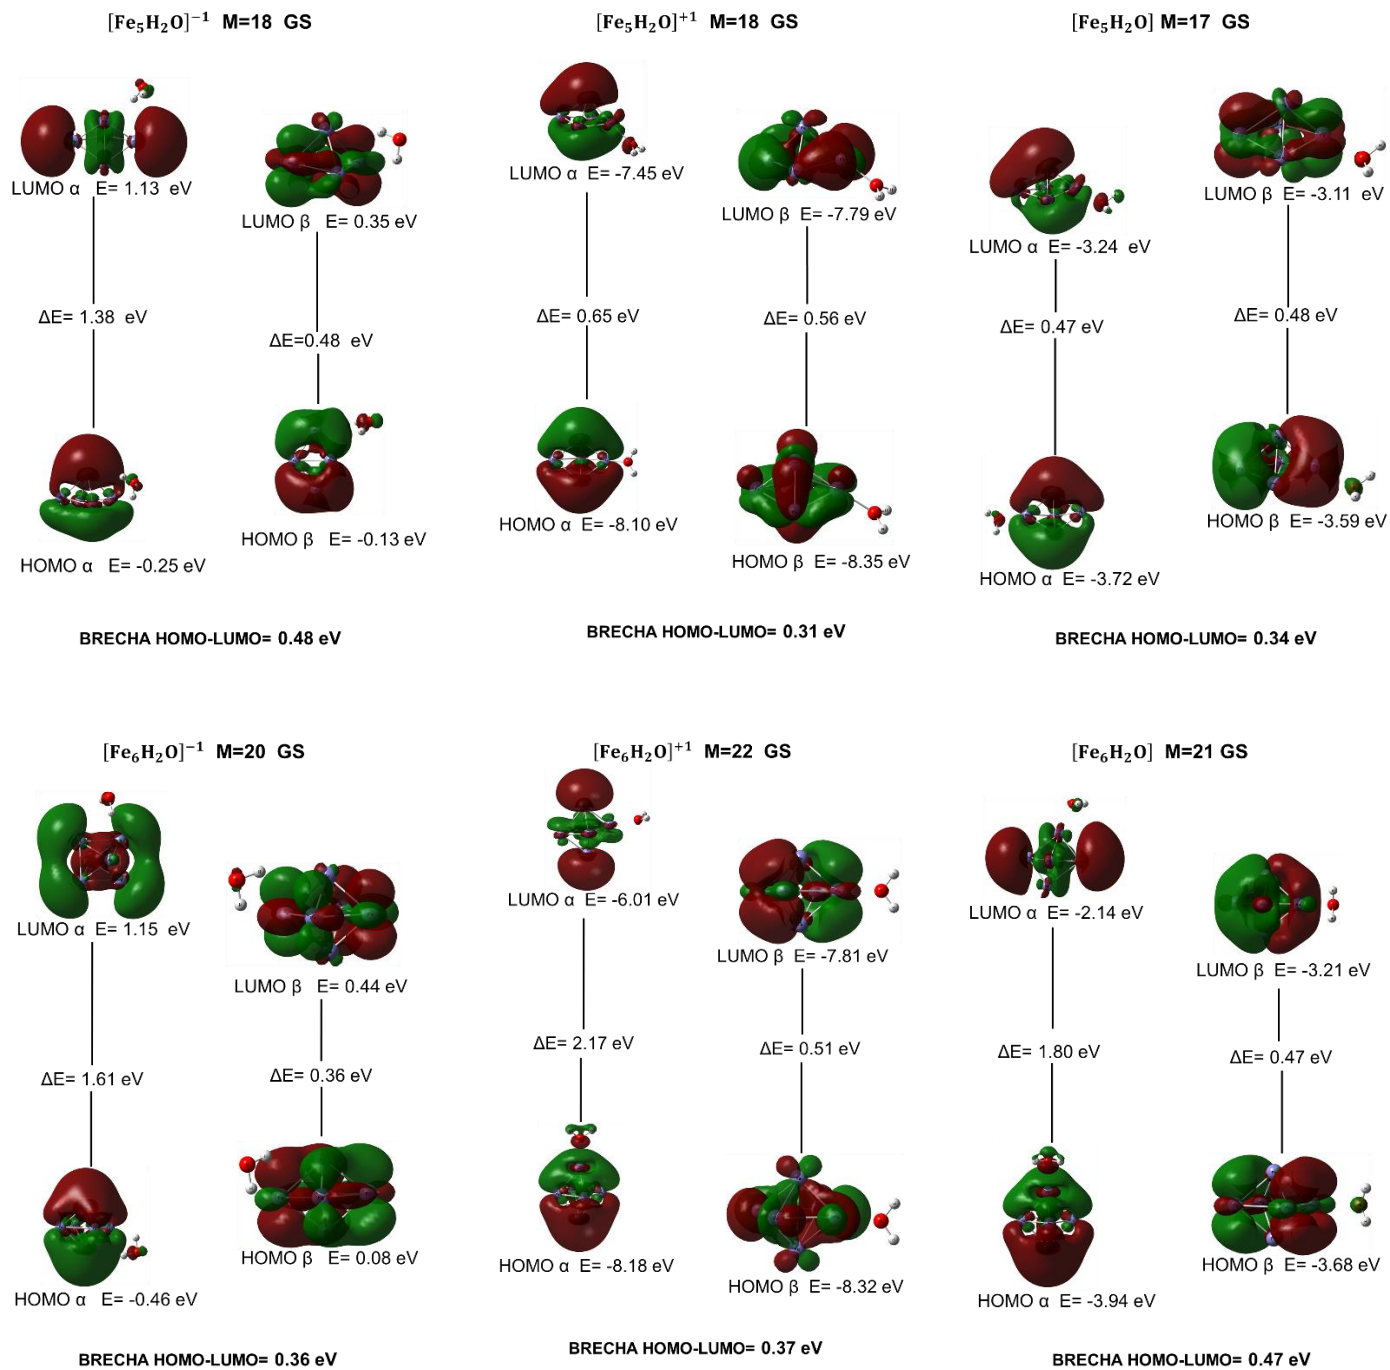 [Fe₅H₂O]⁻¹ M=18 GS
LUMO α E= 1.13 eV
ΔE= 1.38 eV
HOMO α E= -0.25 eV
LUMO β E= 0.35 eV
ΔE=0.48 eV
HOMO β E= -0.13 eV
BRECHA HOMO-LUMO= 0.48 eV
[Fe₅H₂O]⁺¹ M=18 GS
LUMO α E= -7.45 eV
ΔE= 0.65 eV
HOMO α E= -8.10 eV
LUMO β E= -7.79 eV
ΔE= 0.56 eV
HOMO β E= -8.35 eV
BRECHA HOMO-LUMO= 0.31 eV
[Fe₅H₂O] M=17 GS
LUMO α E= -3.24 eV
ΔE= 0.47 eV
HOMO α E= -3.72 eV
LUMO β E= -3.11 eV
ΔE= 0.48 eV
HOMO β E= -3.59 eV
BRECHA HOMO-LUMO= 0.34 eV
[Fe₆H₂O]⁻¹ M=20 GS
LUMO α E= 1.15 eV
ΔE= 1.61 eV
HOMO α E= -0.46 eV
LUMO β E= 0.44 eV
ΔE= 0.36 eV
HOMO β E= 0.08 eV
BRECHA HOMO-LUMO= 0.36 eV
[Fe₆H₂O]⁺¹ M=22 GS
LUMO α E= -6.01 eV
ΔE= 2.17 eV
HOMO α E= -8.18 eV
LUMO β E= -7.81 eV
ΔE= 0.51 eV
HOMO β E= -8.32 eV
BRECHA HOMO-LUMO= 0.37 eV
[Fe₆H₂O] M=21 GS
LUMO α E= -2.14 eV
ΔE= 1.80 eV
HOMO α E= -3.94 eV
LUMO β E= -3.21 eV
ΔE= 0.47 eV
HOMO β E= -3.68 eV
BRECHA HOMO-LUMO= 0.47 eV